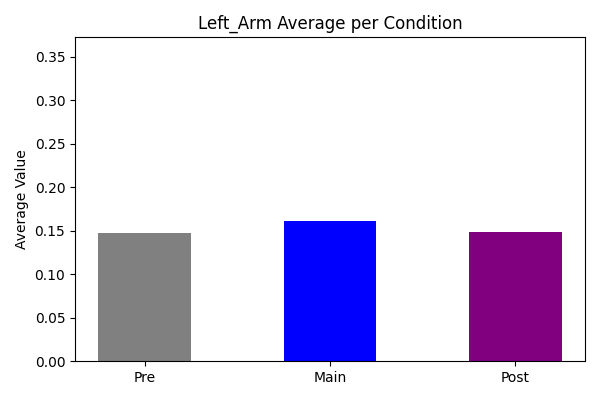 Left_Arm Average per Condition
Average Value
0.35
0.30
0.25
0.20
0.15
0.10
0.05
0.00
Pre
Main
Post